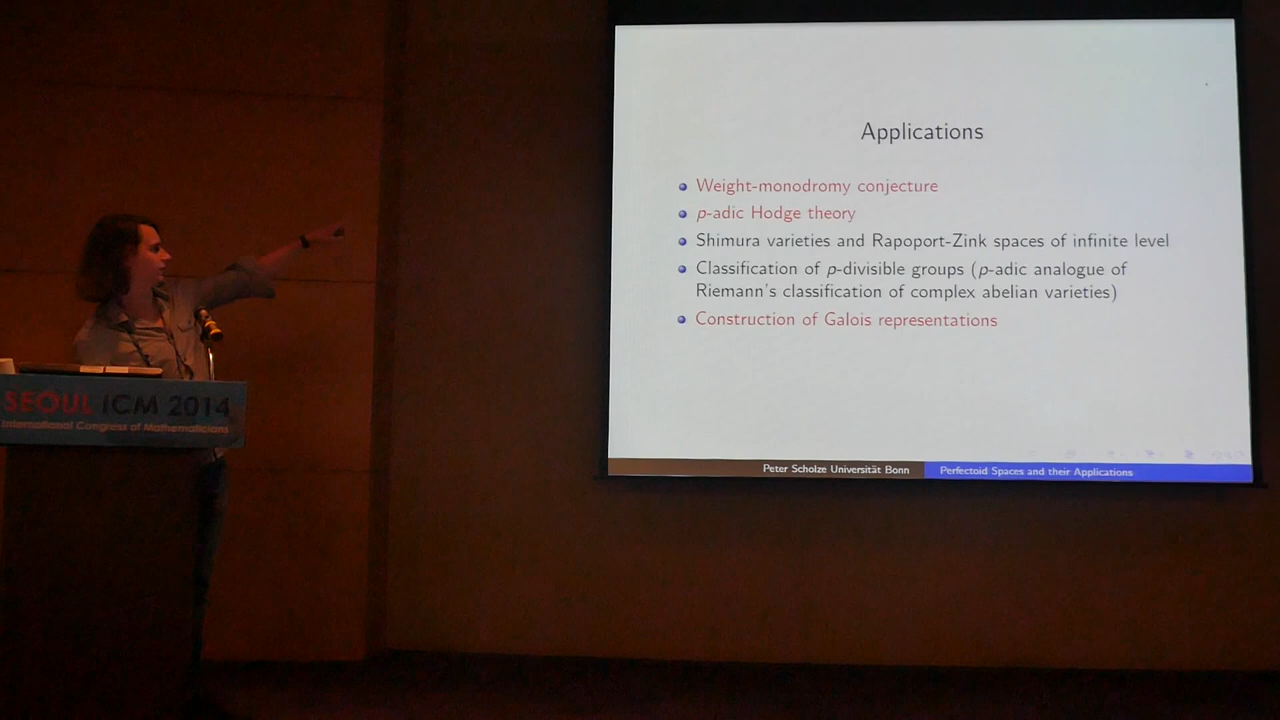 Applications
Weight-monodromy conjecture
p-adic Hodge theory
Shimura varieties and Rapoport-Zink spaces of infinite level
Classification of p-divisible groups (p-adic analogue of
Riemann's classification of complex abelian varieties)
Construction of Galois representations
Peter Scholze Universität Bonn
Perfectoid Spaces and their Applications
SEOUL ICM 2014
International Congress of Mathematicians